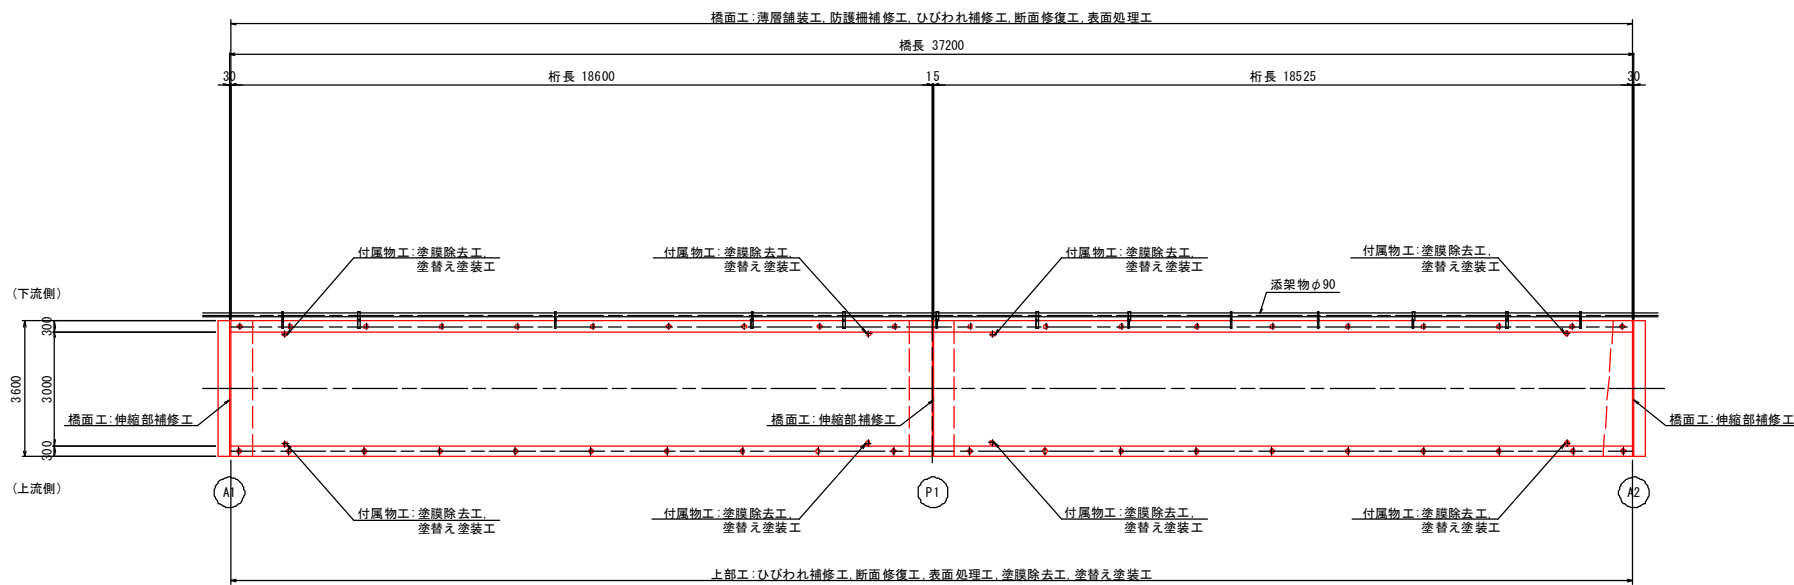 橋面工:薄層舗装工, 防護柵補修工, ひびわれ補修工, 断面修復工, 表面処理工
橋長 37200
30
桁長 18600
15
桁長 18525
30
付属物工:塗膜除去工,
塗替え塗装工
付属物工:塗膜除去工,
塗替え塗装工
付属物工:塗膜除去工,
塗替え塗装工
付属物工:塗膜除去工,
塗替え塗装工
添架物φ90
(下流側)
300
3600
3000
300
橋面工:伸縮部補修工
橋面工:伸縮部補修工
橋面工:伸縮部補修工
(上流側)
A1
P1
A2
付属物工:塗膜除去工,
塗替え塗装工
付属物工:塗膜除去工,
塗替え塗装工
付属物工:塗膜除去工,
塗替え塗装工
付属物工:塗膜除去工,
塗替え塗装工
上部工:ひびわれ補修工, 断面修復工, 表面処理工, 塗膜除去工, 塗替え塗装工